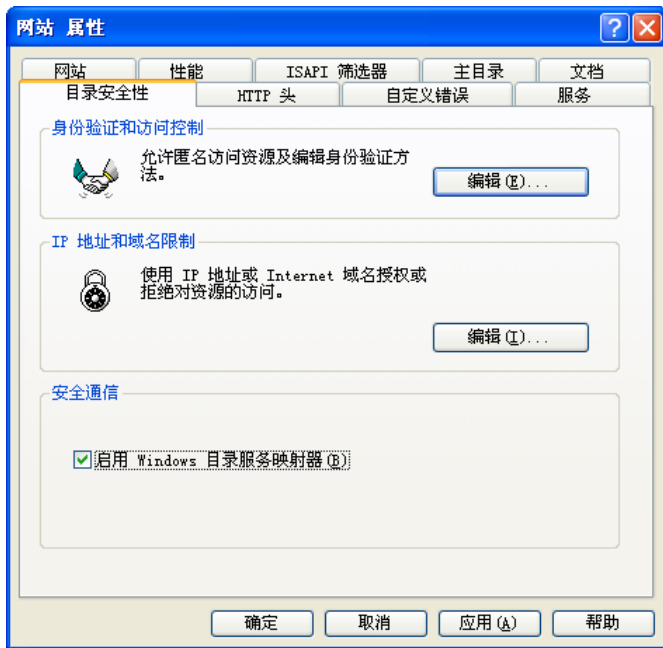 网站 属性
网站 性能 ISAPI 筛选器 主目录 文档
目录安全性 HTTP 头 自定义错误 服务
身份验证和访问控制
允许匿名访问资源及编辑身份验证方
法。
编辑(E)...
IP 地址和域名限制
使用 IP 地址或 Internet 域名授权或
拒绝对资源的访问。
编辑(I)...
安全通信
启用 Windows 目录服务映射器(B)
确定 取消 应用(A) 帮助